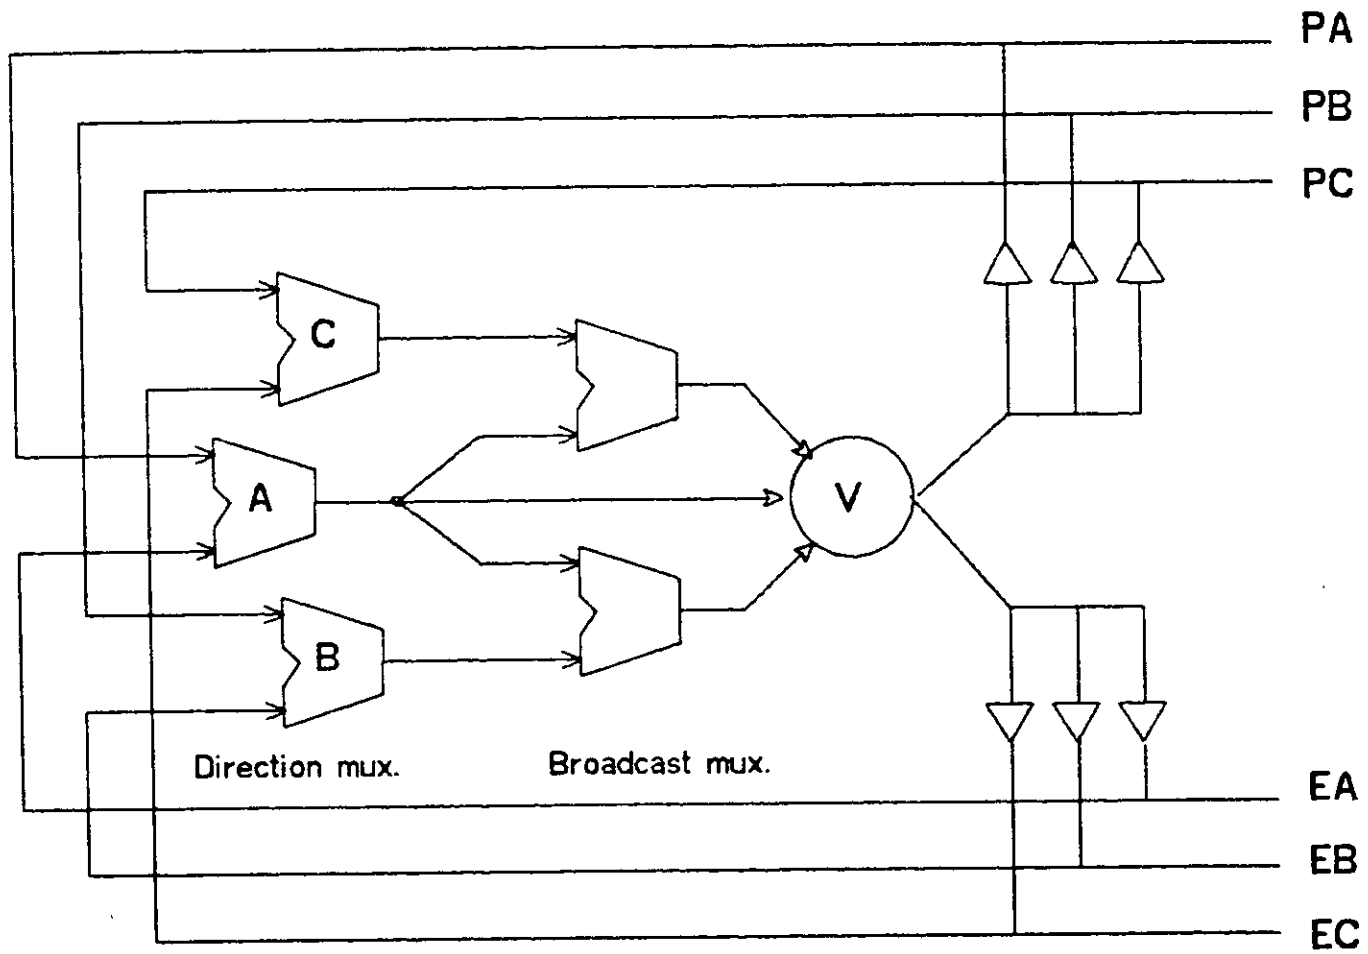 PA
PB
PC
C
A
V
B
Direction mux.
Broadcast mux.
EA
EB
EC